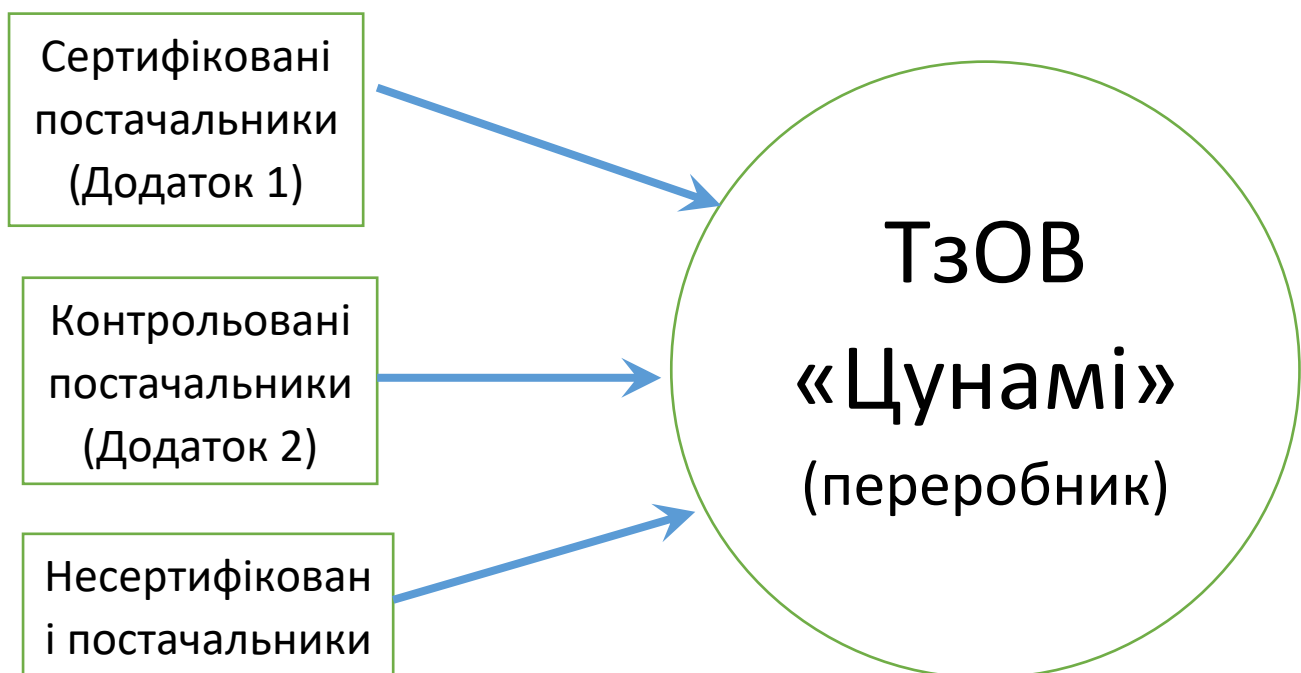 Сертифіковані
постачальники
(Додаток 1)
Контрольовані
постачальники
(Додаток 2)
Несертифікован
і постачальники
ТзОВ
«Цунамі»
(переробник)